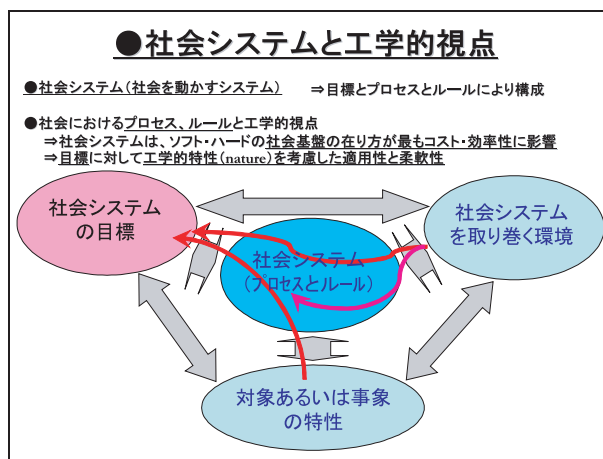 ●社会システムと工学的視点
●社会システム(社会を動かすシステム)　⇒目標とプロセスとルールにより構成
●社会におけるプロセス、ルールと工学的視点
⇒社会システムは、ソフト・ハードの社会基盤の在り方が最もコスト・効率性に影響
⇒目標に対して工学的特性(nature)を考慮した適用性と柔軟性
社会システム
の目標
社会システム
を取り巻く環境
社会システム
(プロセスとルール)
対象あるいは事象
の特性